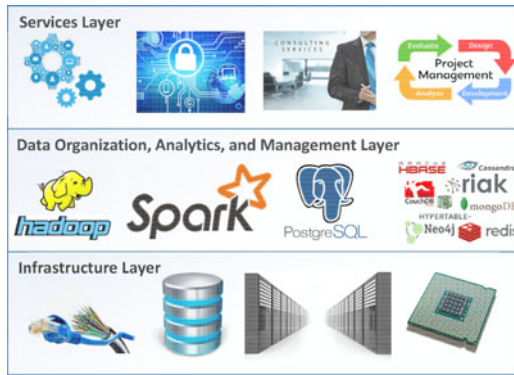 Services Layer
CONSULTING
SERVICES
Evaluate
Design
Project
Management
Analyze
Development
Data Organization, Analytics, and Management Layer
hadoop
Spark
PostgreSQL
APACHE
HBASE
Cassandra
CouchDB
riak
mongoDB
HYPERTABLE
Neo4j
redis
Infrastructure Layer